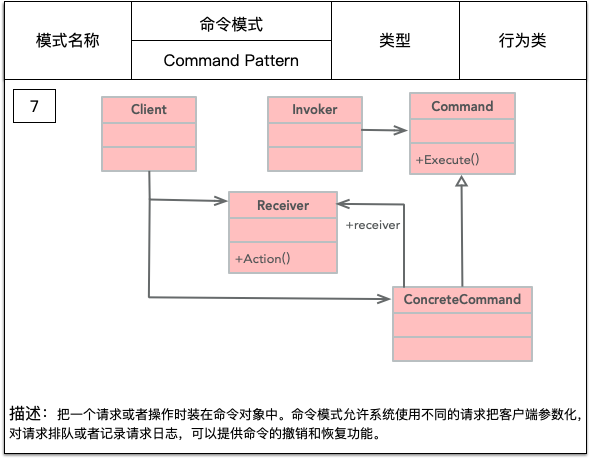 模式名称
命令模式
Command Pattern
类型
行为类
7
Client
Invoker
Command
+Execute()
Receiver
+Action()
+receiver
ConcreteCommand
描述： 把一个请求或者操作时装在命令对象中。命令模式允许系统使用不同的请求把客户端参数化，
对请求排队或者记录请求日志，可以提供命令的撤销和恢复功能。